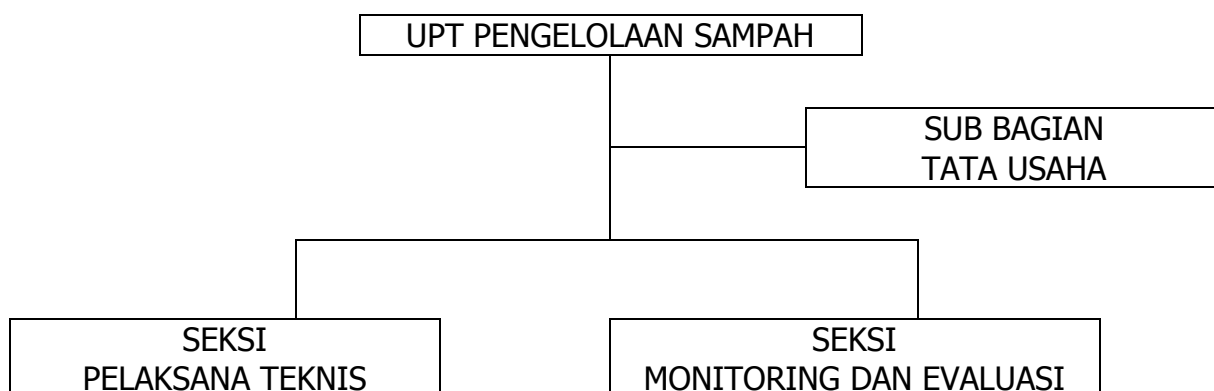 UPT PENGELOLAAN SAMPAH
SUB BAGIAN
TATA USAHA
SEKSI
PELAKSANA TEKNIS
SEKSI
MONITORING DAN EVALUASI